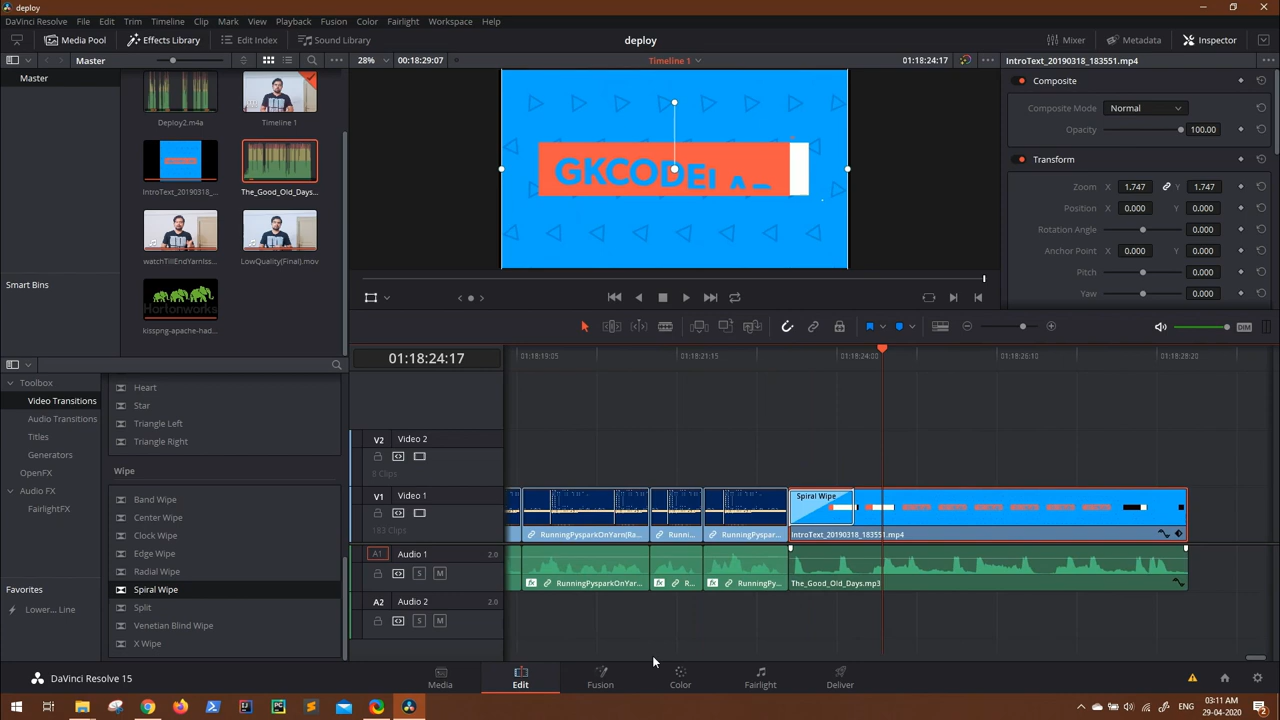 deploy
DaVinci Resolve File Edit Trim Timeline Clip Mark View Playback Fusion Color Fairlight Workspace Help
Media Pool Effects Library Edit Index Sound Library deploy Mixer Metadata Inspector
Master 28% 00:18:29:07 Timeline 1 01:18:24:17 IntroText_20190318_183551.mp4
Master
Deploy2.m4a Timeline 1
IntroText_20190318_... The_Good_Old_Days...
watchTillEndYarnIss... LowQuality(Final).mov
Hortonworks
kisspng-apache-had...
Smart Bins
GKCODEL
Composite
Composite Mode Normal
Opacity 100.00
Transform
Zoom X 1.747 Y 1.747
Position X 0.000 Y 0.000
Rotation Angle 0.000
Anchor Point X 0.000 Y 0.000
Pitch 0.000
Yaw 0.000
DIM
Toolbox
Video Transitions
Audio Transitions
Titles
Generators
OpenFX
Audio FX
FairlightFX
Favorites
Lower... Line
Heart
Star
Triangle Left
Triangle Right
Wipe
Band Wipe
Center Wipe
Clock Wipe
Edge Wipe
Radial Wipe
Spiral Wipe
Split
Venetian Blind Wipe
X Wipe
01:18:24:17 01:18:19:05 01:18:21:15 01:18:24:00 01:18:26:10 01:18:28:20
V2 Video 2
8 Clips
V1 Video 1
183 Clips
Spiral Wipe
RunningPysparkOnYarn(Ra... Runni... RunningPyspar... IntroText_20190318_183551.mp4
A1 Audio 1 2.0
S M
RunningPysparkOnYarn... R... RunningPy... The_Good_Old_Days.mp3
A2 Audio 2 2.0
S M
DaVinci Resolve 15 Media Edit Fusion Color Fairlight Deliver
ENG 03:11 AM
29-04-2020